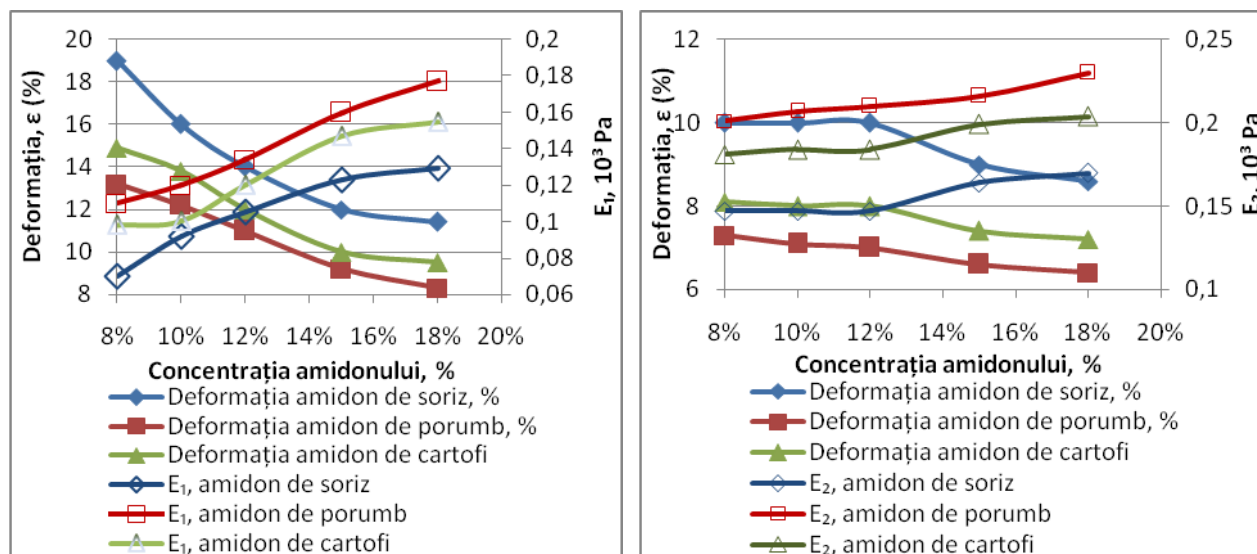 Deformația, ε (%)
20
18
16
14
12
10
8
0,2
0,18
0,16
0,14
0,12
0,1
0,08
0,06
E₁, 10³ Pa
8% 10% 12% 14% 16% 18% 20%
Concentrația amidonului, %
Deformația amidon de soriz, %
Deformația amidon de porumb, %
Deformația amidon de cartofi
E₁, amidon de soriz
E₁, amidon de porumb
E₁, amidon de cartofi
Deformația, ε (%)
12
10
8
6
0,25
0,2
0,15
0,1
E₂, 10³ Pa
8% 10% 12% 14% 16% 18% 20%
Concentrația amidonului, %
Deformația amidon de soriz, %
Deformația amidon de porumb, %
Deformația amidon de cartofi
E₂, amidon de soriz
E₂, amidon de porumb
E₂, amidon de cartofi